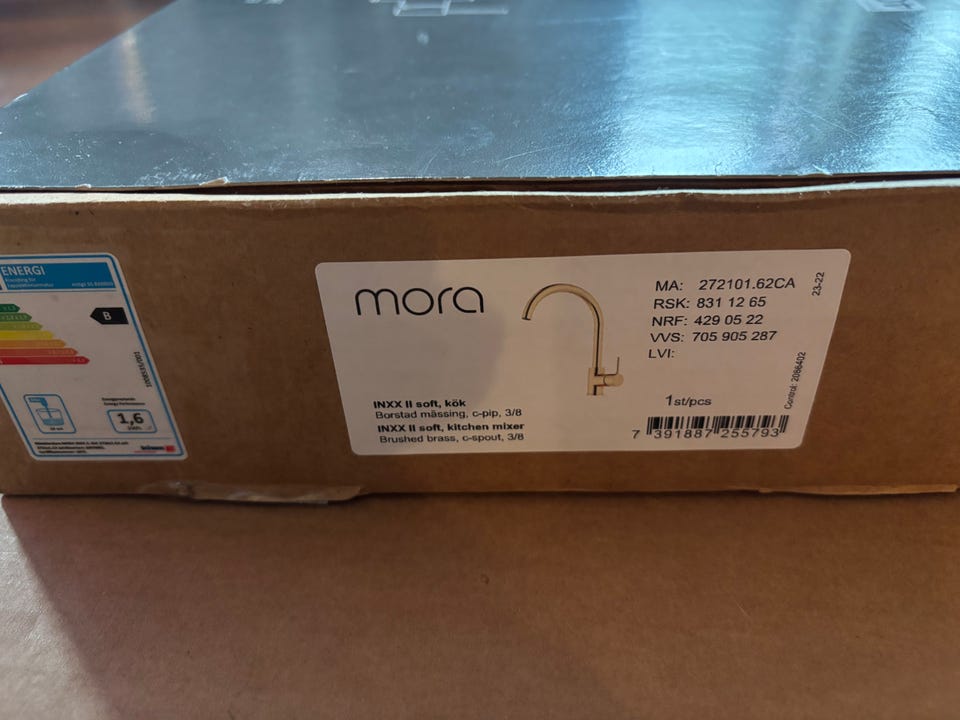 ENERGI
B
1,6
mora
INXX II soft, kök
Borstad mässing, c-pip, 3/8
INXX II soft, kitchen mixer
Brushed brass, c-spout, 3/8
MA: 272101.62CA
RSK: 831 12 65
NRF: 429 05 22
VVS: 705 905 287
LVI:
23-22
1st/pcs
Control: 2086402
7 391887 255793